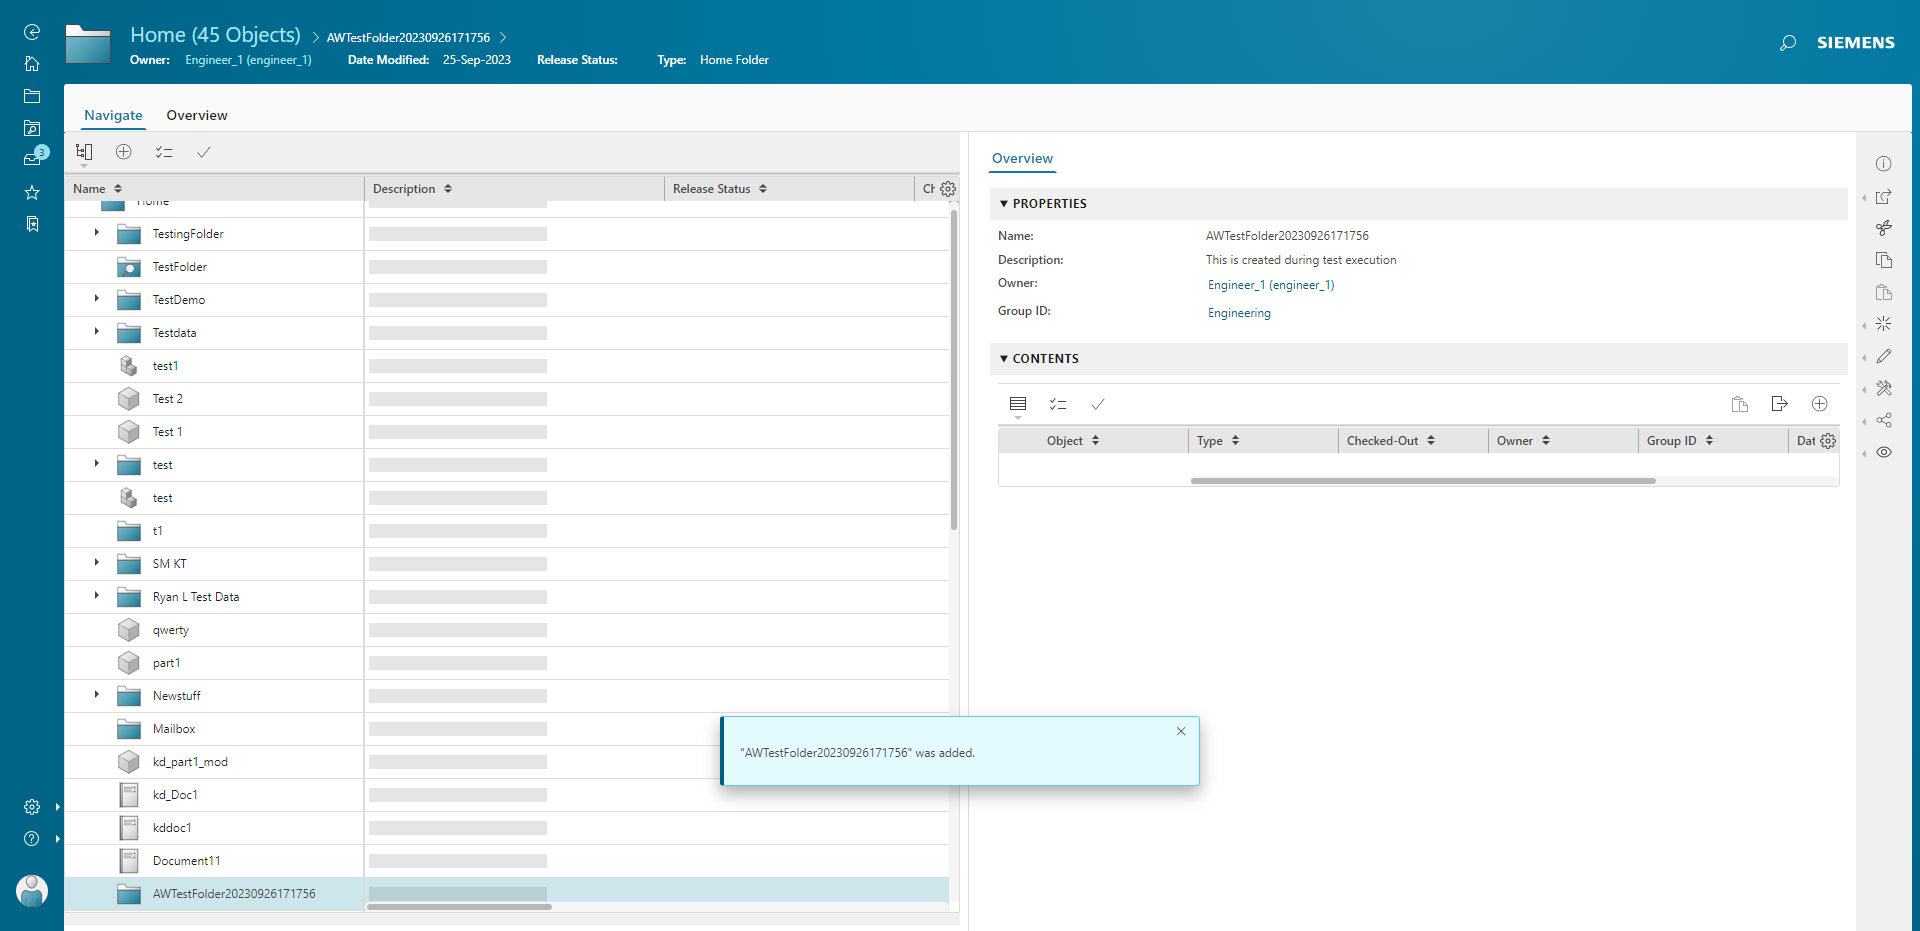 Home (45 Objects) AWTestFolder20230926171756
Owner: Engineer_1 (engineer_1) Date Modified: 25-Sep-2023 Release Status: Type: Home Folder
SIEMENS
3
Navigate Overview
Name Description Release Status Ch
Home
TestingFolder
TestFolder
TestDemo
Testdata
test1
Test 2
Test 1
test
test
t1
SM KT
Ryan L Test Data
qwerty
part1
Newstuff
Mailbox
kd_part1_mod
kd_Doc1
kddoc1
Document11
AWTestFolder20230926171756
Overview
PROPERTIES
Name: AWTestFolder20230926171756
Description: This is created during test execution
Owner: Engineer_1 (engineer_1)
Group ID: Engineering
CONTENTS
Object Type Checked-Out Owner Group ID Dat
"AWTestFolder20230926171756" was added.